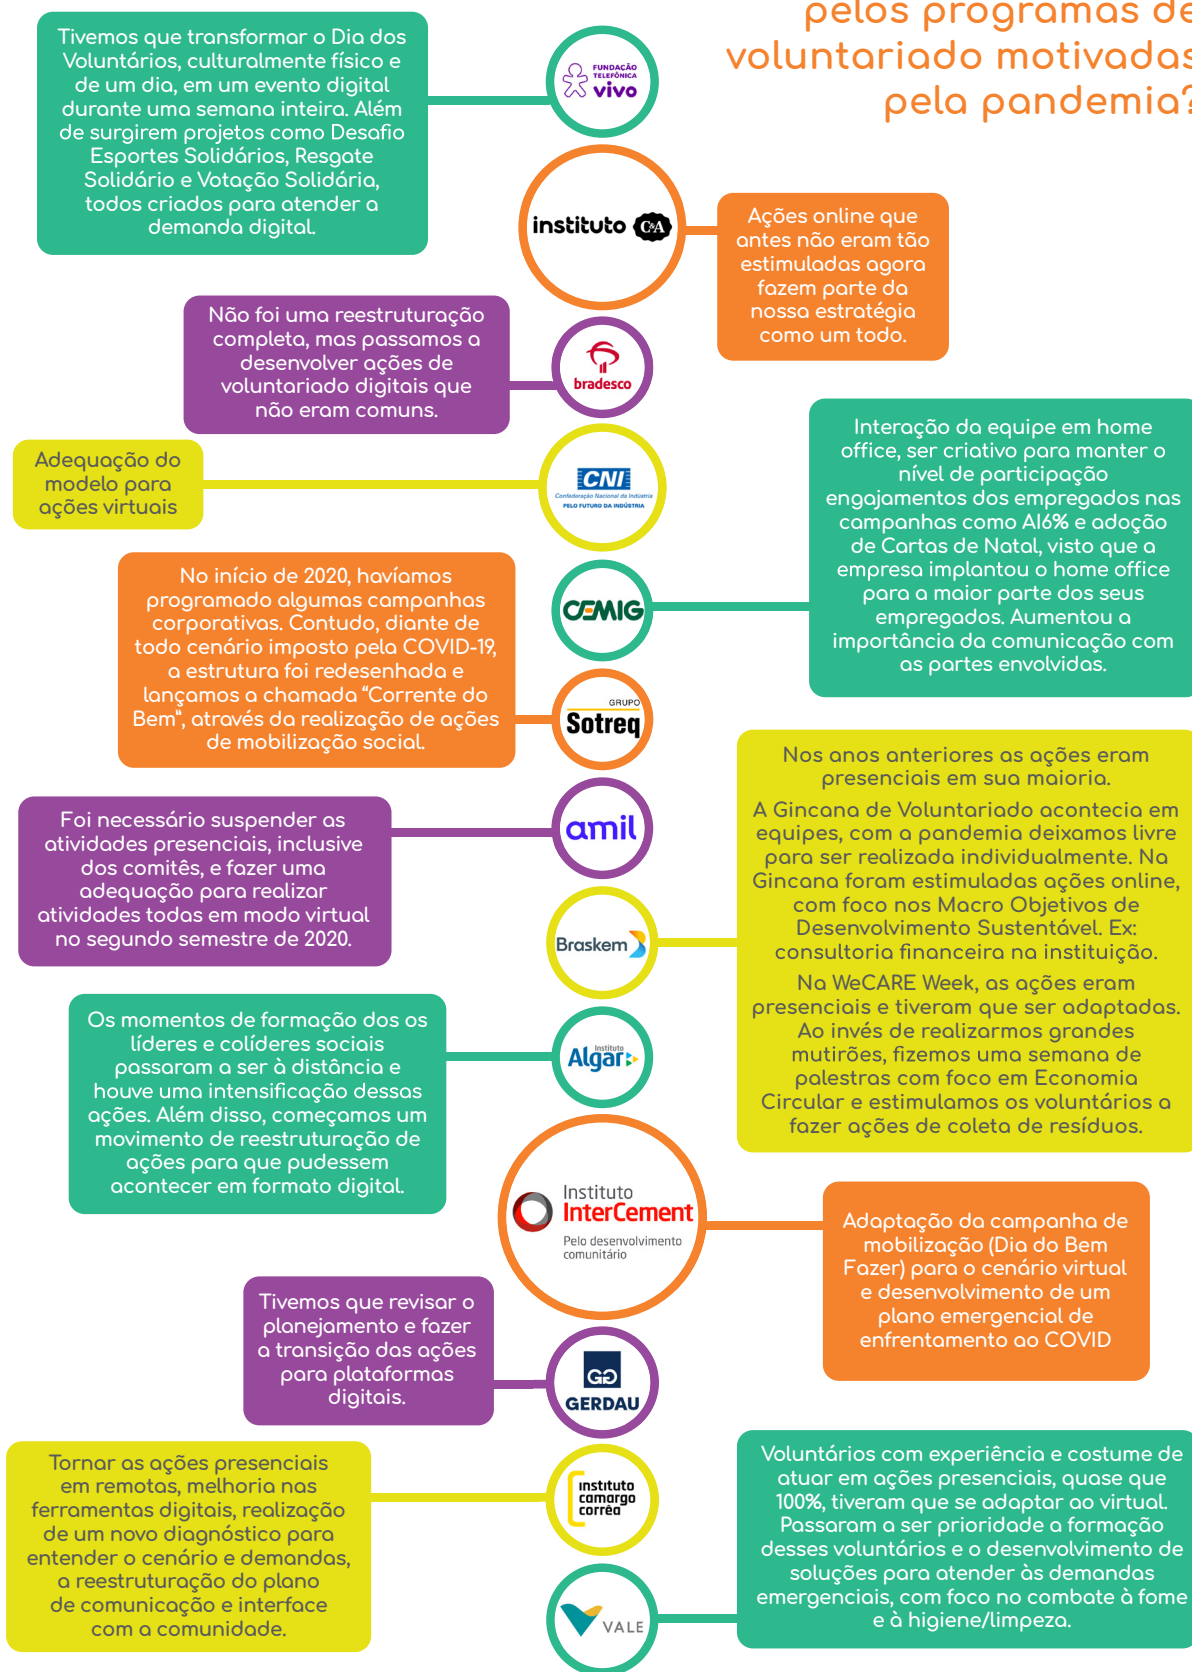 pelos programas de
voluntariado motivadas
pela pandemia?
Tivemos que transformar o Dia dos
Voluntários, culturalmente físico e
de um dia, em um evento digital
durante uma semana inteira. Além
de surgirem projetos como Desafio
Esportes Solidários, Resgate
Solidário e Votação Solidária,
todos criados para atender a
demanda digital.
FUNDAÇÃO
TELEFÔNICA
vivo
instituto C&A
Ações online que
antes não eram tão
estimuladas agora
fazem parte da
nossa estratégia
como um todo.
Não foi uma reestruturação
completa, mas passamos a
desenvolver ações de
voluntariado digitais que
não eram comuns.
bradesco
Adequação do
modelo para
ações virtuais
CNI
Confederação Nacional da Indústria
PELO FUTURO DA INDÚSTRIA
Interação da equipe em home
office, ser criativo para manter o
nível de participação
engajamentos dos empregados nas
campanhas como AI6% e adoção
de Cartas de Natal, visto que a
empresa implantou o home office
para a maior parte dos seus
empregados. Aumentou a
importância da comunicação com
as partes envolvidas.
CEMIG
No início de 2020, havíamos
programado algumas campanhas
corporativas. Contudo, diante de
todo cenário imposto pela COVID-19,
a estrutura foi redesenhada e
lançamos a chamada “Corrente do
Bem”, através da realização de ações
de mobilização social.
GRUPO
Sotreq
Foi necessário suspender as
atividades presenciais, inclusive
dos comitês, e fazer uma
adequação para realizar
atividades todas em modo virtual
no segundo semestre de 2020.
amil
Nos anos anteriores as ações eram
presenciais em sua maioria.
A Gincana de Voluntariado acontecia em
equipes, com a pandemia deixamos livre
para ser realizada individualmente. Na
Gincana foram estimuladas ações online,
com foco nos Macro Objetivos de
Desenvolvimento Sustentável. Ex:
consultoria financeira na instituição.
Na WeCARE Week, as ações eram
presenciais e tiveram que ser adaptadas.
Ao invés de realizarmos grandes
mutirões, fizemos uma semana de
palestras com foco em Economia
Circular e estimulamos os voluntários a
fazer ações de coleta de resíduos.
Braskem
Os momentos de formação dos os
líderes e colíderes sociais
passaram a ser à distância e
houve uma intensificação dessas
ações. Além disso, começamos um
movimento de reestruturação de
ações para que pudessem
acontecer em formato digital.
Instituto
Algar
Instituto
InterCement
Pelo desenvolvimento
comunitário
Adaptação da campanha de
mobilização (Dia do Bem
Fazer) para o cenário virtual
e desenvolvimento de um
plano emergencial de
enfrentamento ao COVID
Tivemos que revisar o
planejamento e fazer
a transição das ações
para plataformas
digitais.
GG
GERDAU
Tornar as ações presenciais
em remotas, melhoria nas
ferramentas digitais, realização
de um novo diagnóstico para
entender o cenário e demandas,
a reestruturação do plano
de comunicação e interface
com a comunidade.
instituto
camargo
corrêa
Voluntários com experiência e costume de
atuar em ações presenciais, quase que
100%, tiveram que se adaptar ao virtual.
Passaram a ser prioridade a formação
desses voluntários e o desenvolvimento de
soluções para atender às demandas
emergenciais, com foco no combate à fome
e à higiene/limpeza.
VALE